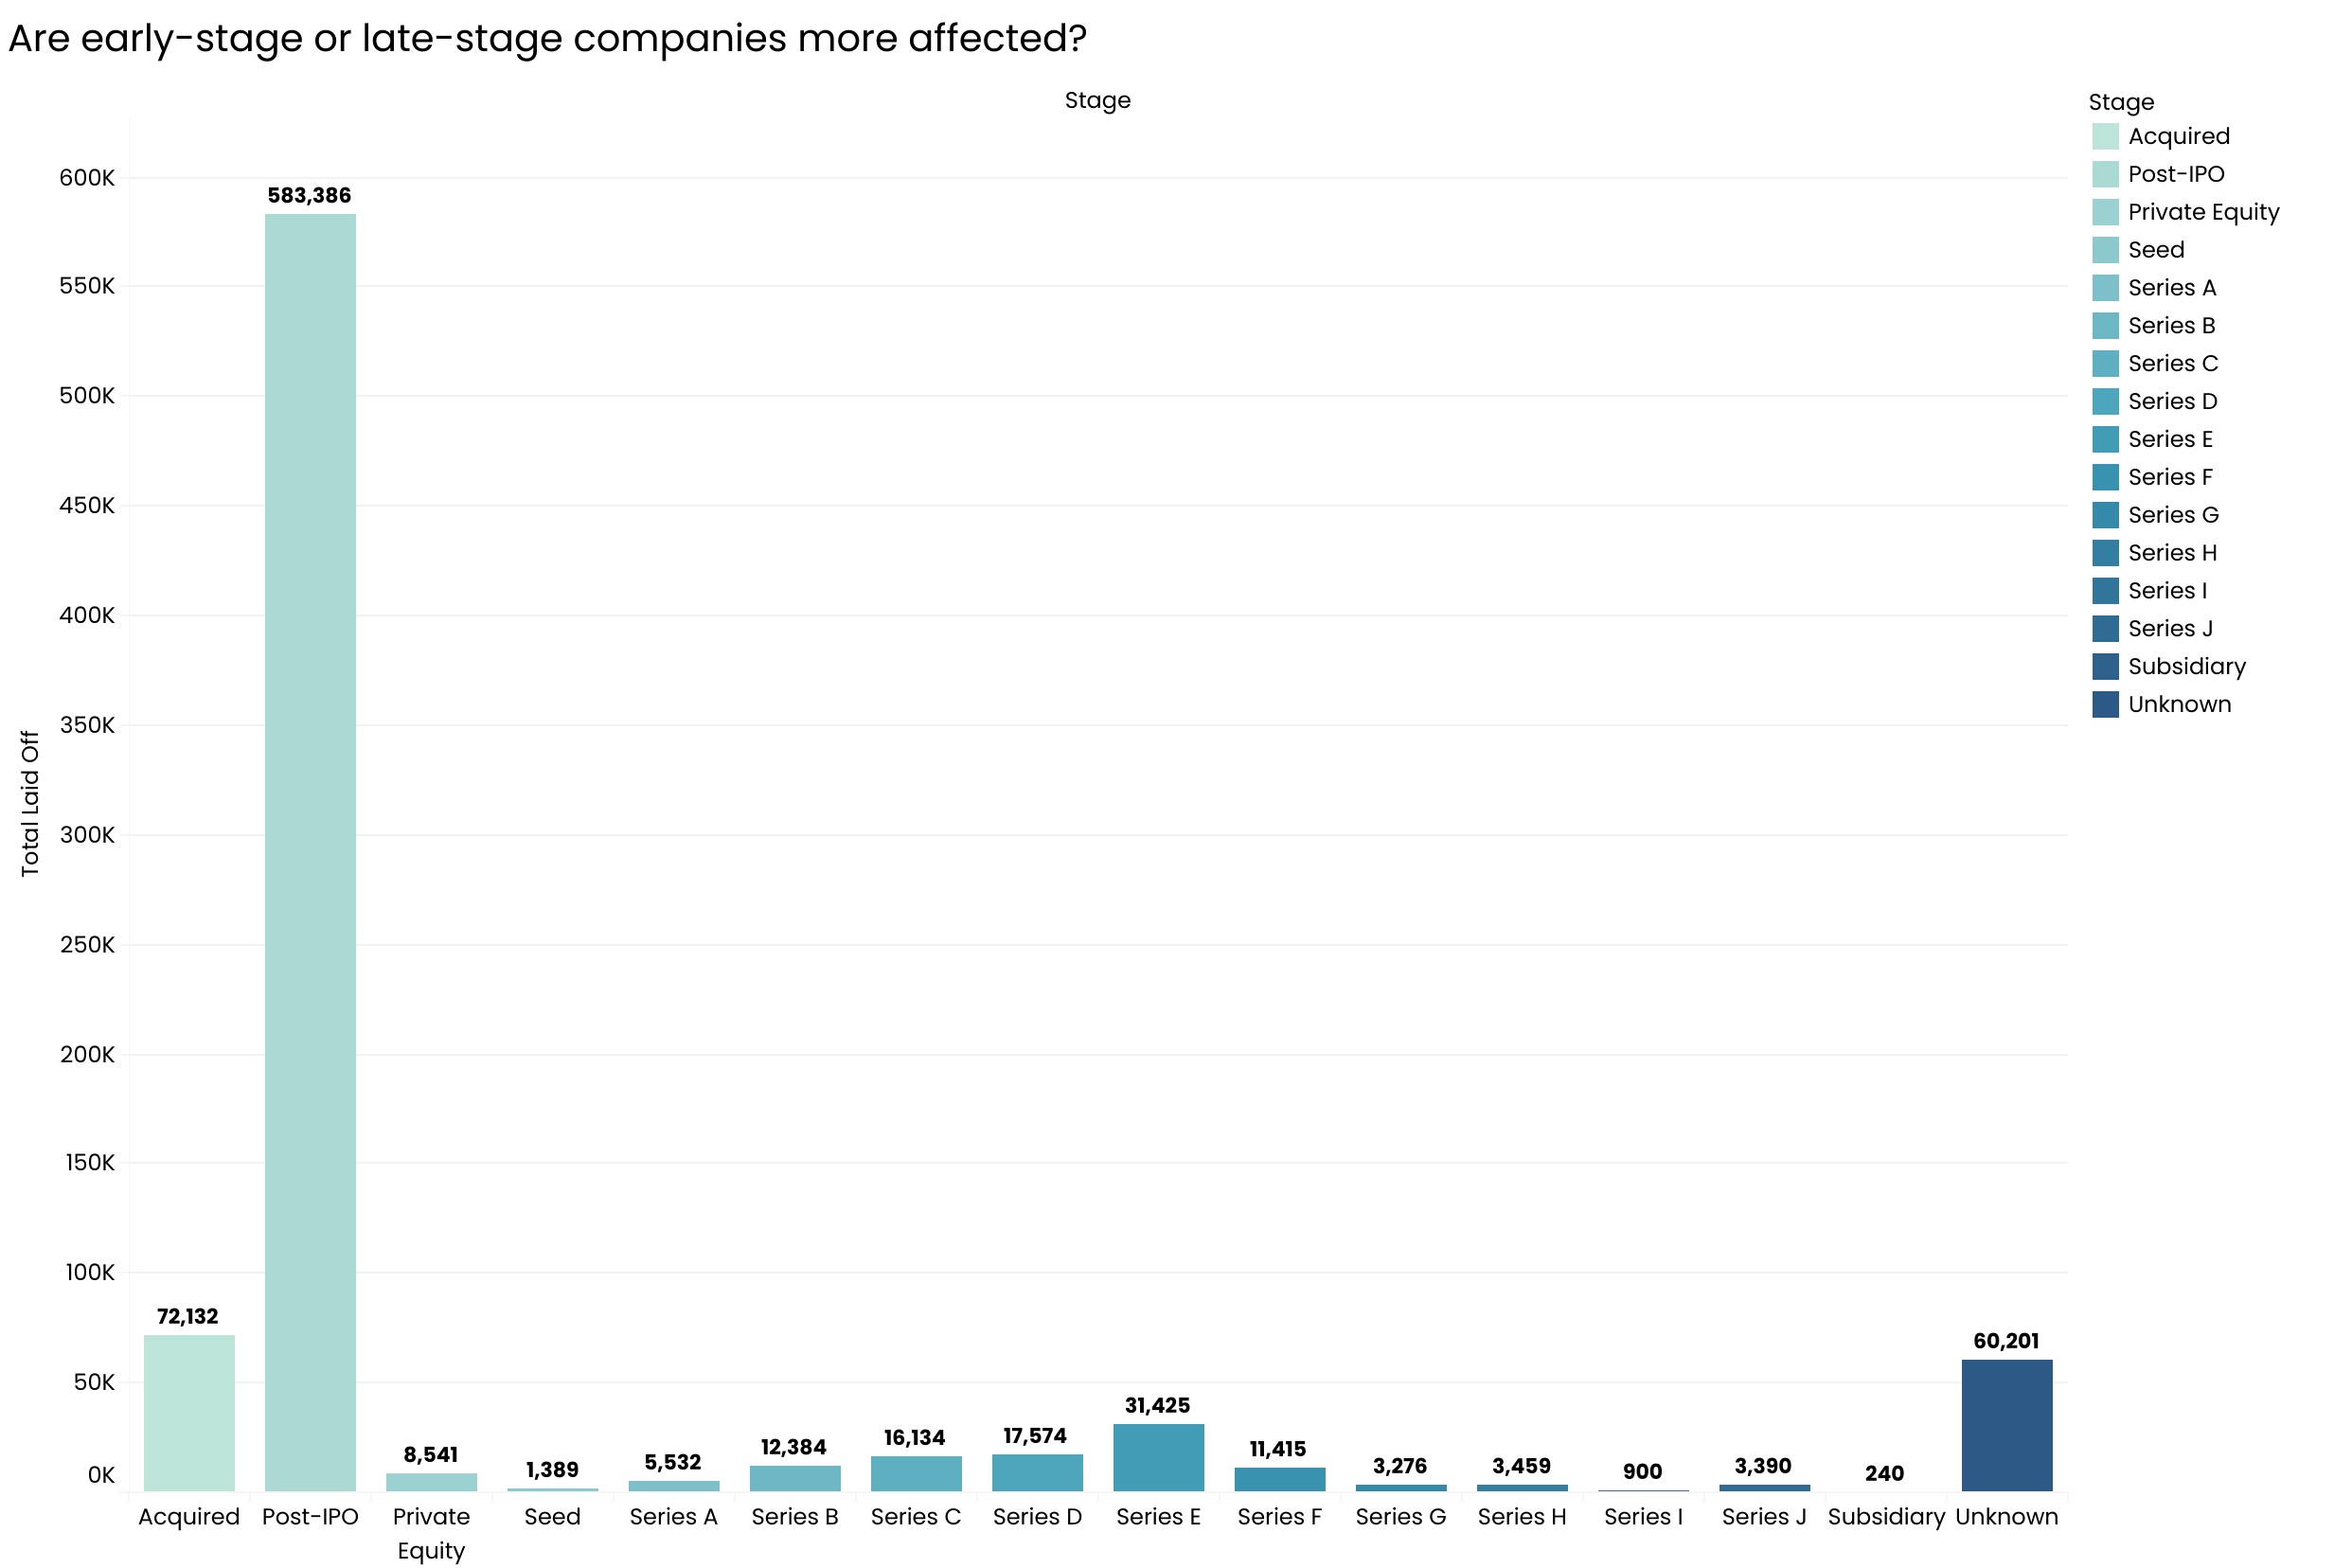 Are early-stage or late-stage companies more affected?
Stage
Total Laid Off
600K
550K
500K
450K
400K
350K
300K
250K
200K
150K
100K
50K
0K
72,132
583,386
8,541
1,389
5,532
12,384
16,134
17,574
31,425
11,415
3,276
3,459
900
3,390
240
60,201
Acquired
Post-IPO
Private
Equity
Seed
Series A
Series B
Series C
Series D
Series E
Series F
Series G
Series H
Series I
Series J
Subsidiary
Unknown
Stage
Acquired
Post-IPO
Private Equity
Seed
Series A
Series B
Series C
Series D
Series E
Series F
Series G
Series H
Series I
Series J
Subsidiary
Unknown